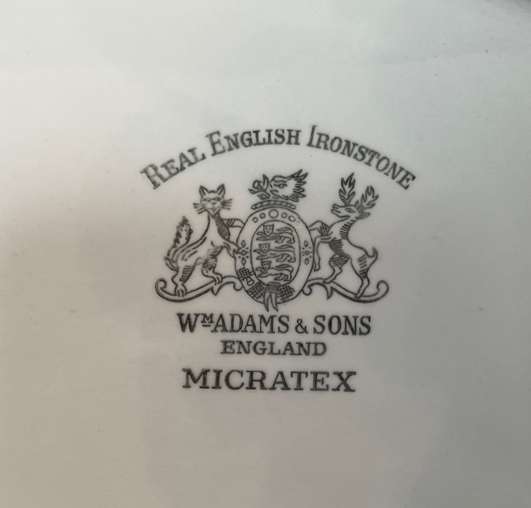 REAL ENGLISH IRONSTONE
WM ADAMS & SONS
ENGLAND
MICRATEX